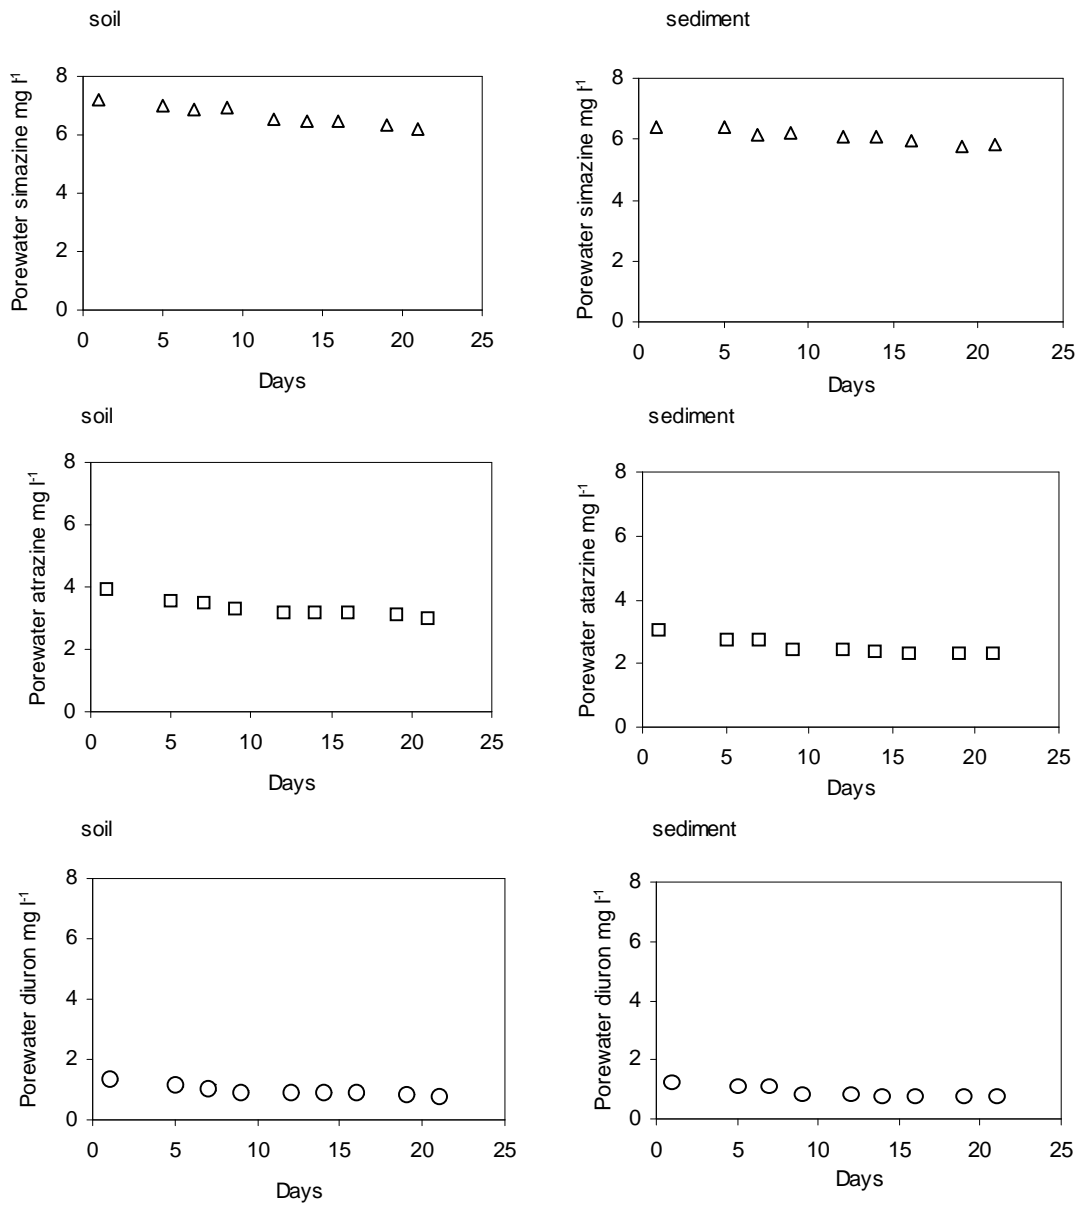 soil
Porewater simazine mg l-1
8
6
4
2
0
0 5 10 15 20 25
Days
sediment
Porewater simazine mg l-1
8
6
4
2
0
0 5 10 15 20 25
Days
soil
Porewater atrazine mg l-1
8
6
4
2
0
0 5 10 15 20 25
Days
sediment
Porewater atarzine mg l-1
8
6
4
2
0
0 5 10 15 20 25
Days
soil
Porewater diuron mg l-1
8
6
4
2
0
0 5 10 15 20 25
Days
sediment
Porewater diuron mg l-1
8
6
4
2
0
0 5 10 15 20 25
Days